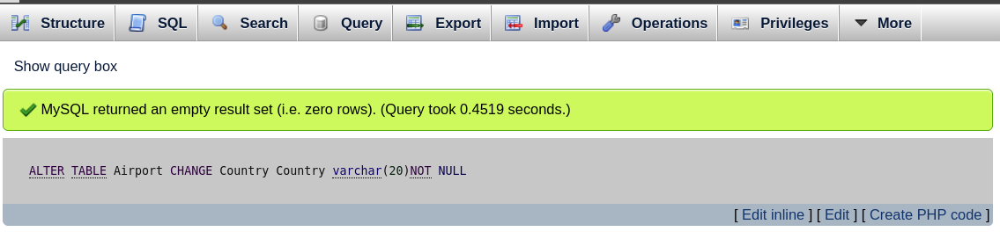 Structure SQL Search Query Export Import Operations Privileges More
Show query box
MySQL returned an empty result set (i.e. zero rows). (Query took 0.4519 seconds.)
ALTER TABLE Airport CHANGE Country Country varchar(20)NOT NULL
[ Edit inline ] [ Edit ] [ Create PHP code ]